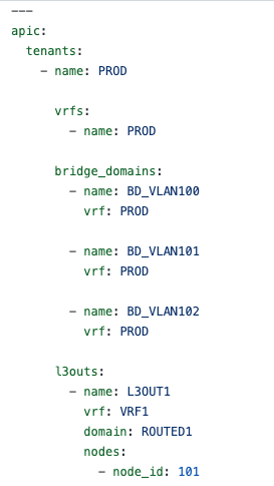 ---
apic:
  tenants:
    - name: PROD

      vrfs:
        - name: PROD

      bridge_domains:
        - name: BD_VLAN100
          vrf: PROD

        - name: BD_VLAN101
          vrf: PROD

        - name: BD_VLAN102
          vrf: PROD

      l3outs:
        - name: L3OUT1
          vrf: VRF1
          domain: ROUTED1
          nodes:
            - node_id: 101